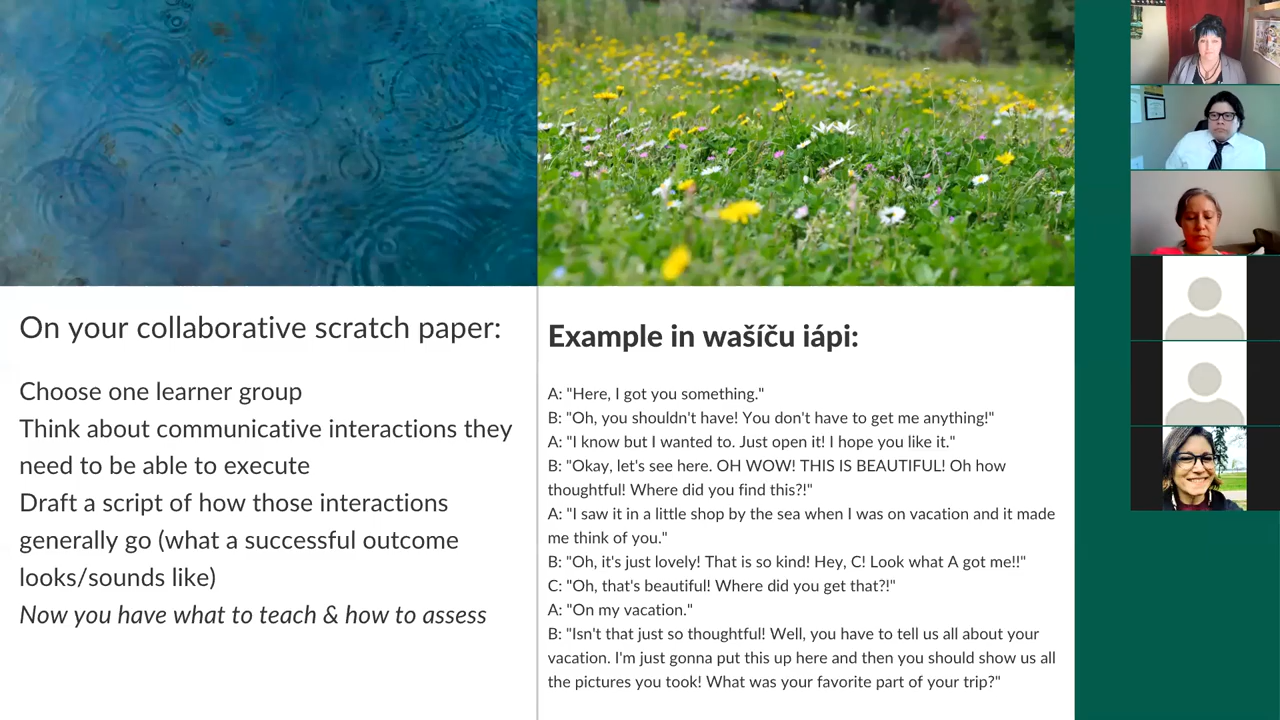 On your collaborative scratch paper:
Choose one learner group
Think about communicative interactions they
need to be able to execute
Draft a script of how those interactions
generally go (what a successful outcome
looks/sounds like)
Now you have what to teach & how to assess
Example in wašíču iápi:
A: "Here, I got you something."
B: "Oh, you shouldn't have! You don't have to get me anything!"
A: "I know but I wanted to. Just open it! I hope you like it."
B: "Okay, let's see here. OH WOW! THIS IS BEAUTIFUL! Oh how
thoughtful! Where did you find this?!"
A: "I saw it in a little shop by the sea when I was on vacation and it made
me think of you."
B: "Oh, it's just lovely! That is so kind! Hey, C! Look what A got me!!"
C: "Oh, that's beautiful! Where did you get that?!"
A: "On my vacation."
B: "Isn't that just so thoughtful! Well, you have to tell us all about your
vacation. I'm just gonna put this up here and then you should show us all
the pictures you took! What was your favorite part of your trip?"